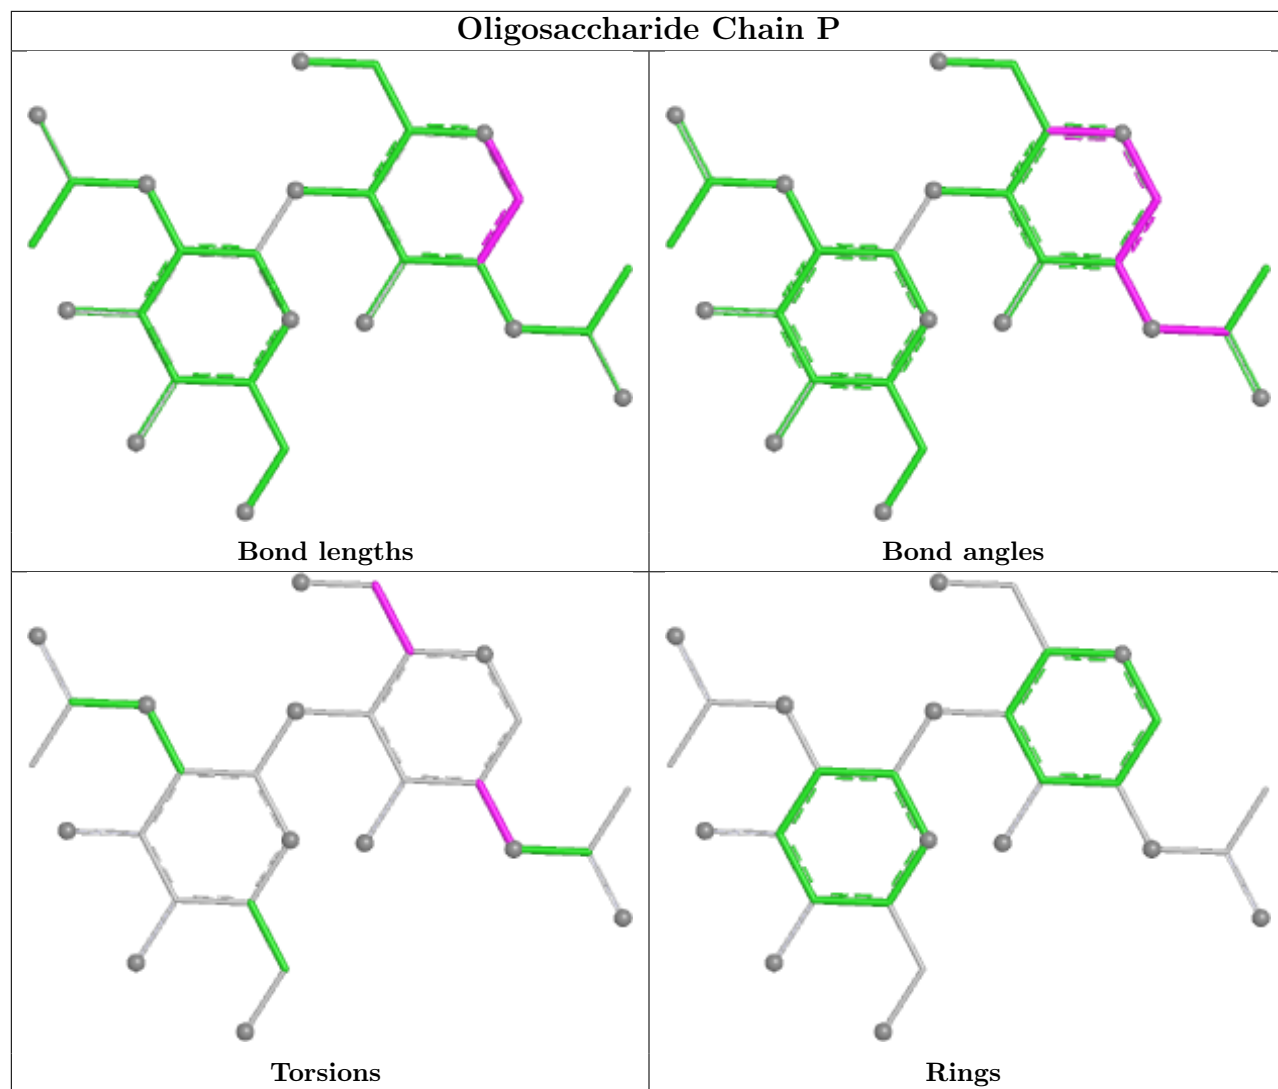 Oligosaccharide Chain P
Bond lengths
Bond angles
Torsions
Rings